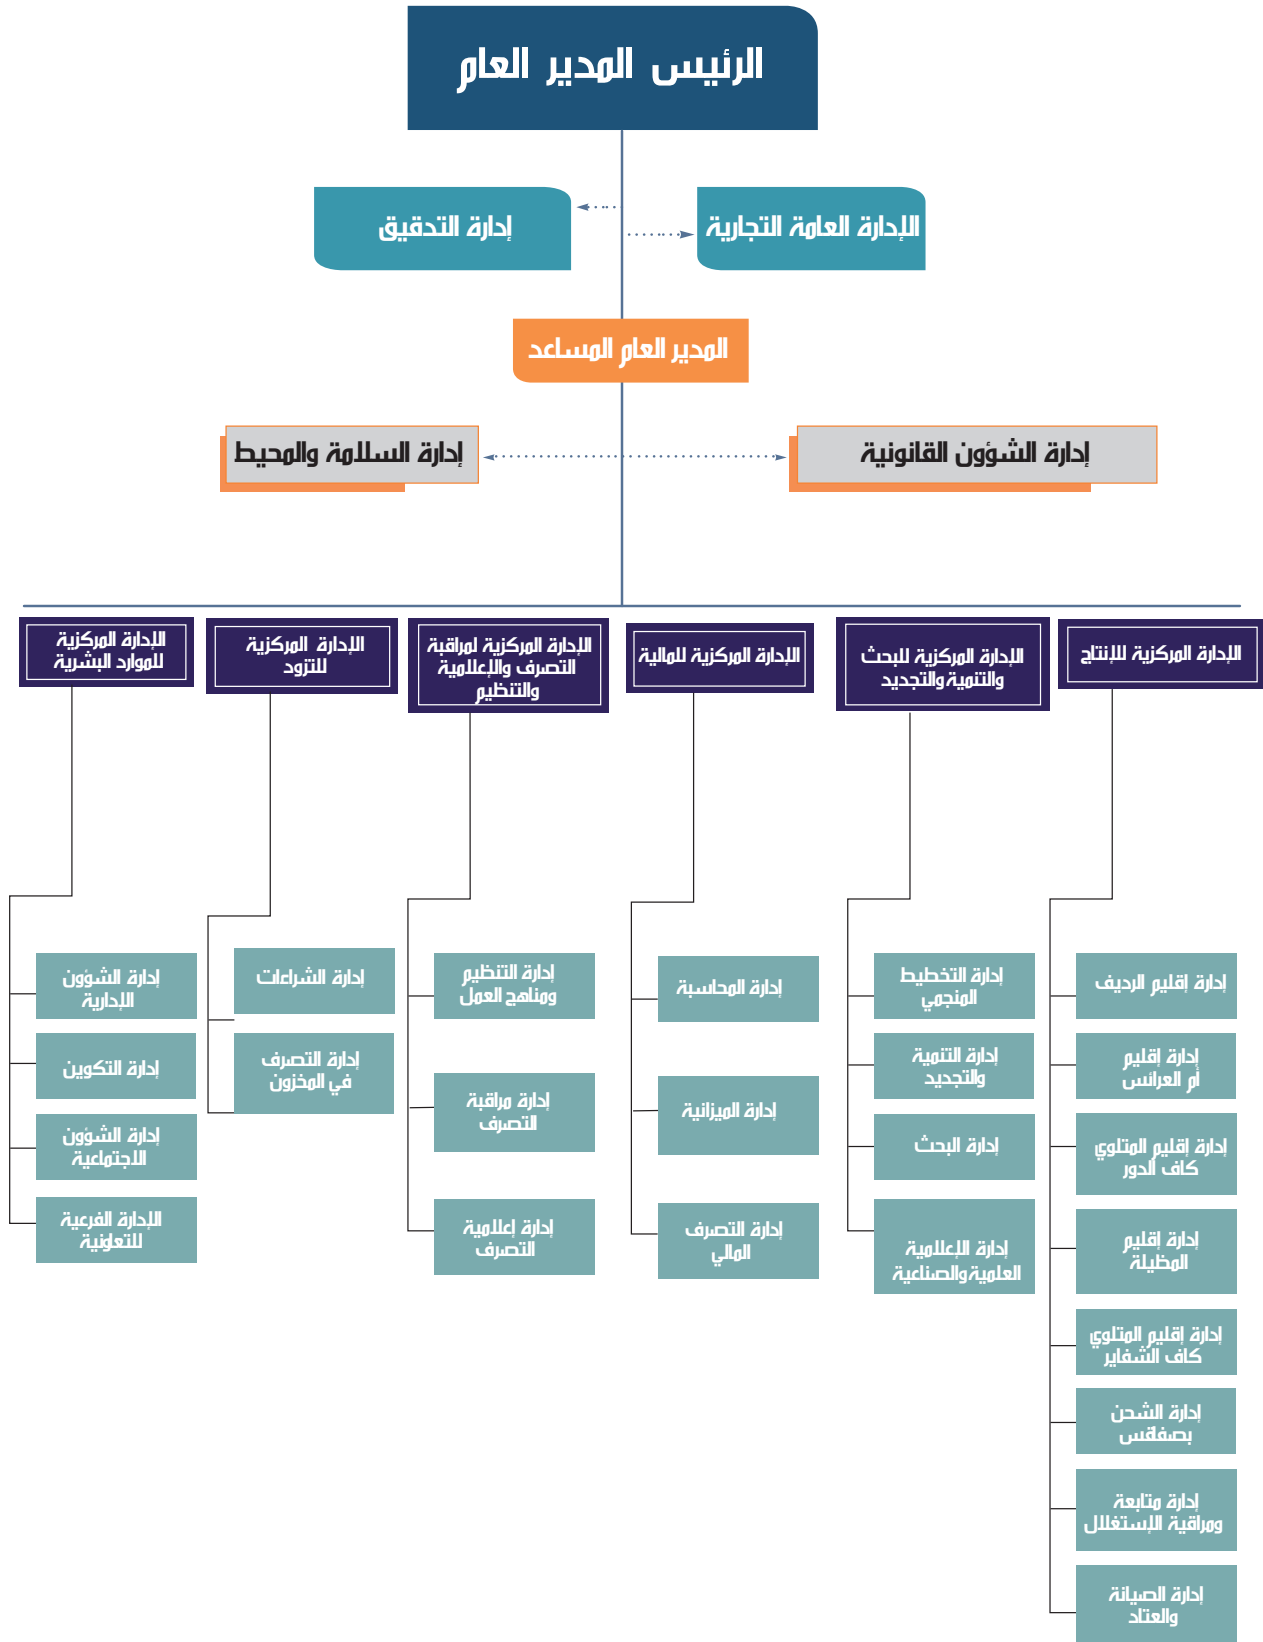 الرئيس المدير العام
الإدارة العامة التجارية
إدارة التدقيق
المدير العام المساعد
إدارة الشؤون القانونية
إدارة السلامة والمحيط
الإدارة المركزية للإنتاج
الإدارة المركزية للبحث
والتنمية والتجديد
الإدارة المركزية للمالية
الإدارة المركزية لمراقبة
التصرف والإعلامية
والتنظيم
الإدارة المركزية
للتزود
الإدارة المركزية
للموارد البشرية
إدارة إقليم الرديف
إدارة إقليم
أم العرائس
إدارة إقليم المتلوي
كاف الدور
إدارة إقليم
المظيلة
إدارة إقليم المتلوي
كاف الشفاير
إدارة الشحن
بصفاقس
إدارة متابعة
ومراقبة الإستغلال
إدارة الصيانة
والعتاد
إدارة التخطيط
المنجمي
إدارة التنمية
والتجديد
إدارة البحث
إدارة الإعلامية
العلمية والصناعية
إدارة المحاسبة
إدارة الميزانية
إدارة التصرف
المالي
إدارة التنظيم
ومناهج العمل
إدارة مراقبة
التصرف
إدارة إعلامية
التصرف
إدارة الشراءات
إدارة التصرف
في المخزون
إدارة الشؤون
الإدارية
إدارة التكوين
إدارة الشؤون
الاجتماعية
الإدارة الفرعية
للتعاونية